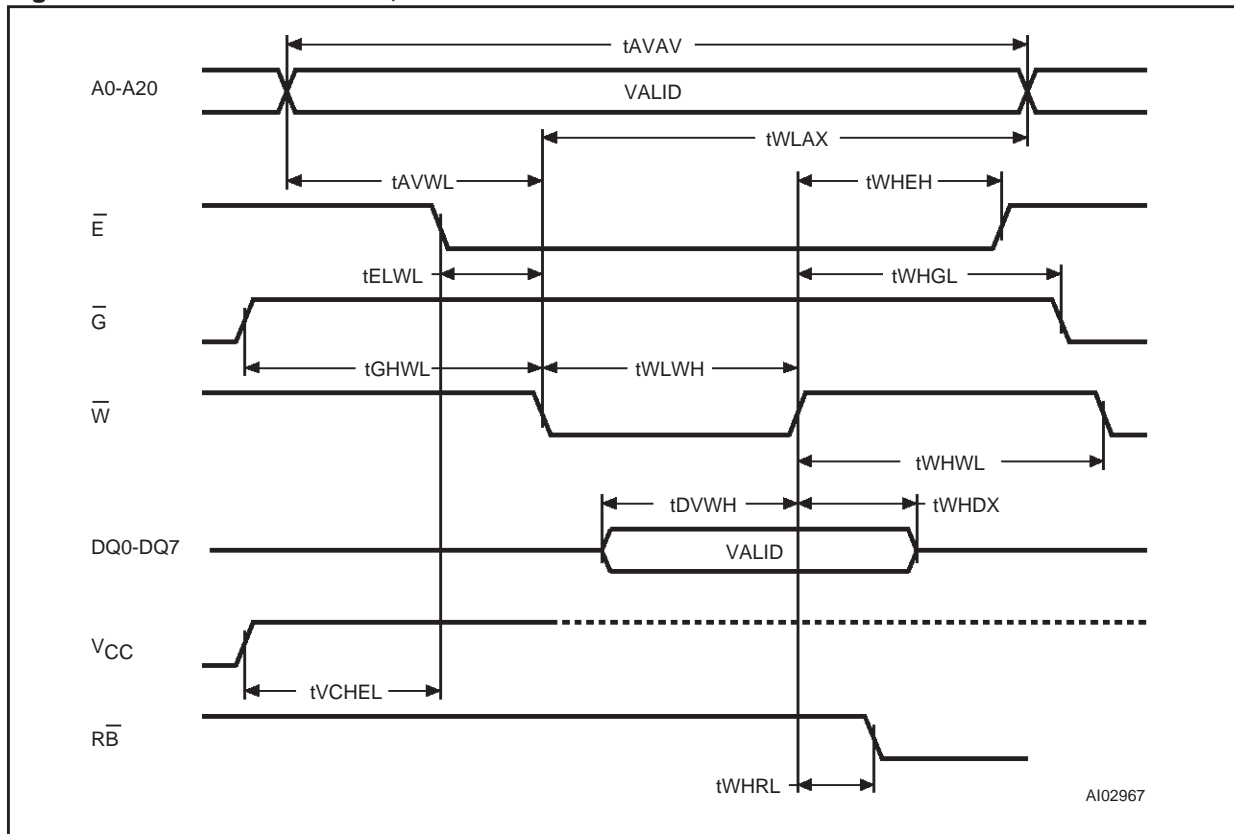 tAVAV
A0-A20
VALID
tWLAX
tAVWL
tWHEH
E̅
tELWL
tWHGL
G̅
tGHWL
tWLWH
W̅
tWHWL
tDVWH
tWHDX
DQ0-DQ7
VALID
VCC
tVCHEL
RB̅
tWHRL
AI02967